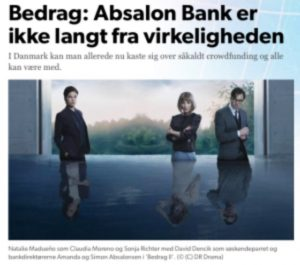 Bedrag: Absalon Bank er
ikke langt fra virkeligheden
I Danmark kan man allerede nu kaste sig over såkaldt crowdfunding og alle
kan være med.
Natalie Madueño som Claudia Moreno og Sonja Richter med David Dencik som søskendeparret og
bankdirektørerne Amanda og Simon Absalonsen i 'Bedrag II'. (© (C) DR Drama)